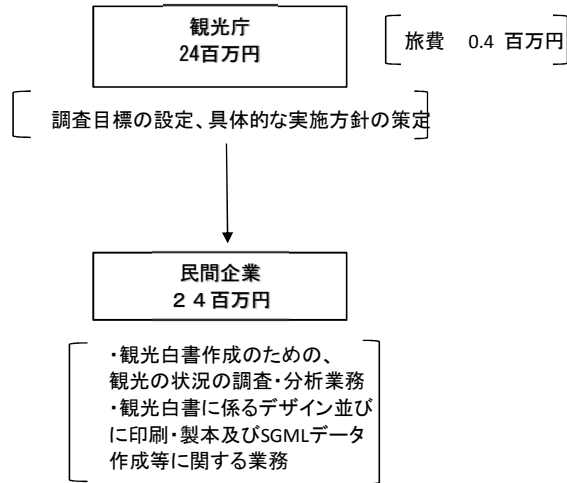 観光庁
24百万円
旅費　0.4 百万円
調査目標の設定、具体的な実施方針の策定
民間企業
２４百万円
・観光白書作成のための、
観光の状況の調査・分析業務
・観光白書に係るデザイン並び
に印刷・製本及びSGMLデータ
作成等に関する業務